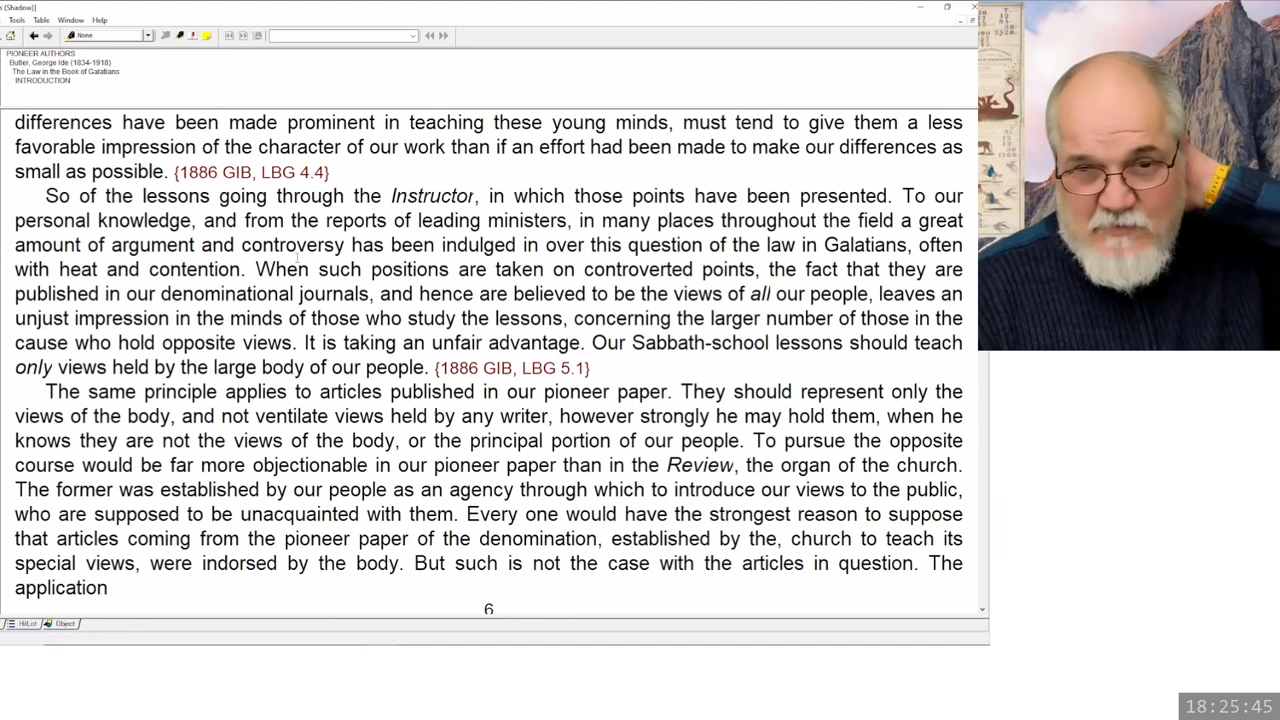 s (Shadow)]
Tools Table Window Help
None
PIONEER AUTHORS
Butler, George Ide (1834-1918)
The Law in the Book of Galatians
INTRODUCTION
differences have been made prominent in teaching these young minds, must tend to give them a less
favorable impression of the character of our work than if an effort had been made to make our differences as
small as possible. {1886 GIB, LBG 4.4}
So of the lessons going through the Instructor, in which those points have been presented. To our
personal knowledge, and from the reports of leading ministers, in many places throughout the field a great
amount of argument and controversy has been indulged in over this question of the law in Galatians, often
with heat and contention. When such positions are taken on controverted points, the fact that they are
published in our denominational journals, and hence are believed to be the views of all our people, leaves an
unjust impression in the minds of those who study the lessons, concerning the larger number of those in the
cause who hold opposite views. It is taking an unfair advantage. Our Sabbath-school lessons should teach
only views held by the large body of our people. {1886 GIB, LBG 5.1}
The same principle applies to articles published in our pioneer paper. They should represent only the
views of the body, and not ventilate views held by any writer, however strongly he may hold them, when he
knows they are not the views of the body, or the principal portion of our people. To pursue the opposite
course would be far more objectionable in our pioneer paper than in the Review, the organ of the church.
The former was established by our people as an agency through which to introduce our views to the public,
who are supposed to be unacquainted with them. Every one would have the strongest reason to suppose
that articles coming from the pioneer paper of the denomination, established by the, church to teach its
special views, were indorsed by the body. But such is not the case with the articles in question. The
application
6
HitList Object
18:25:45